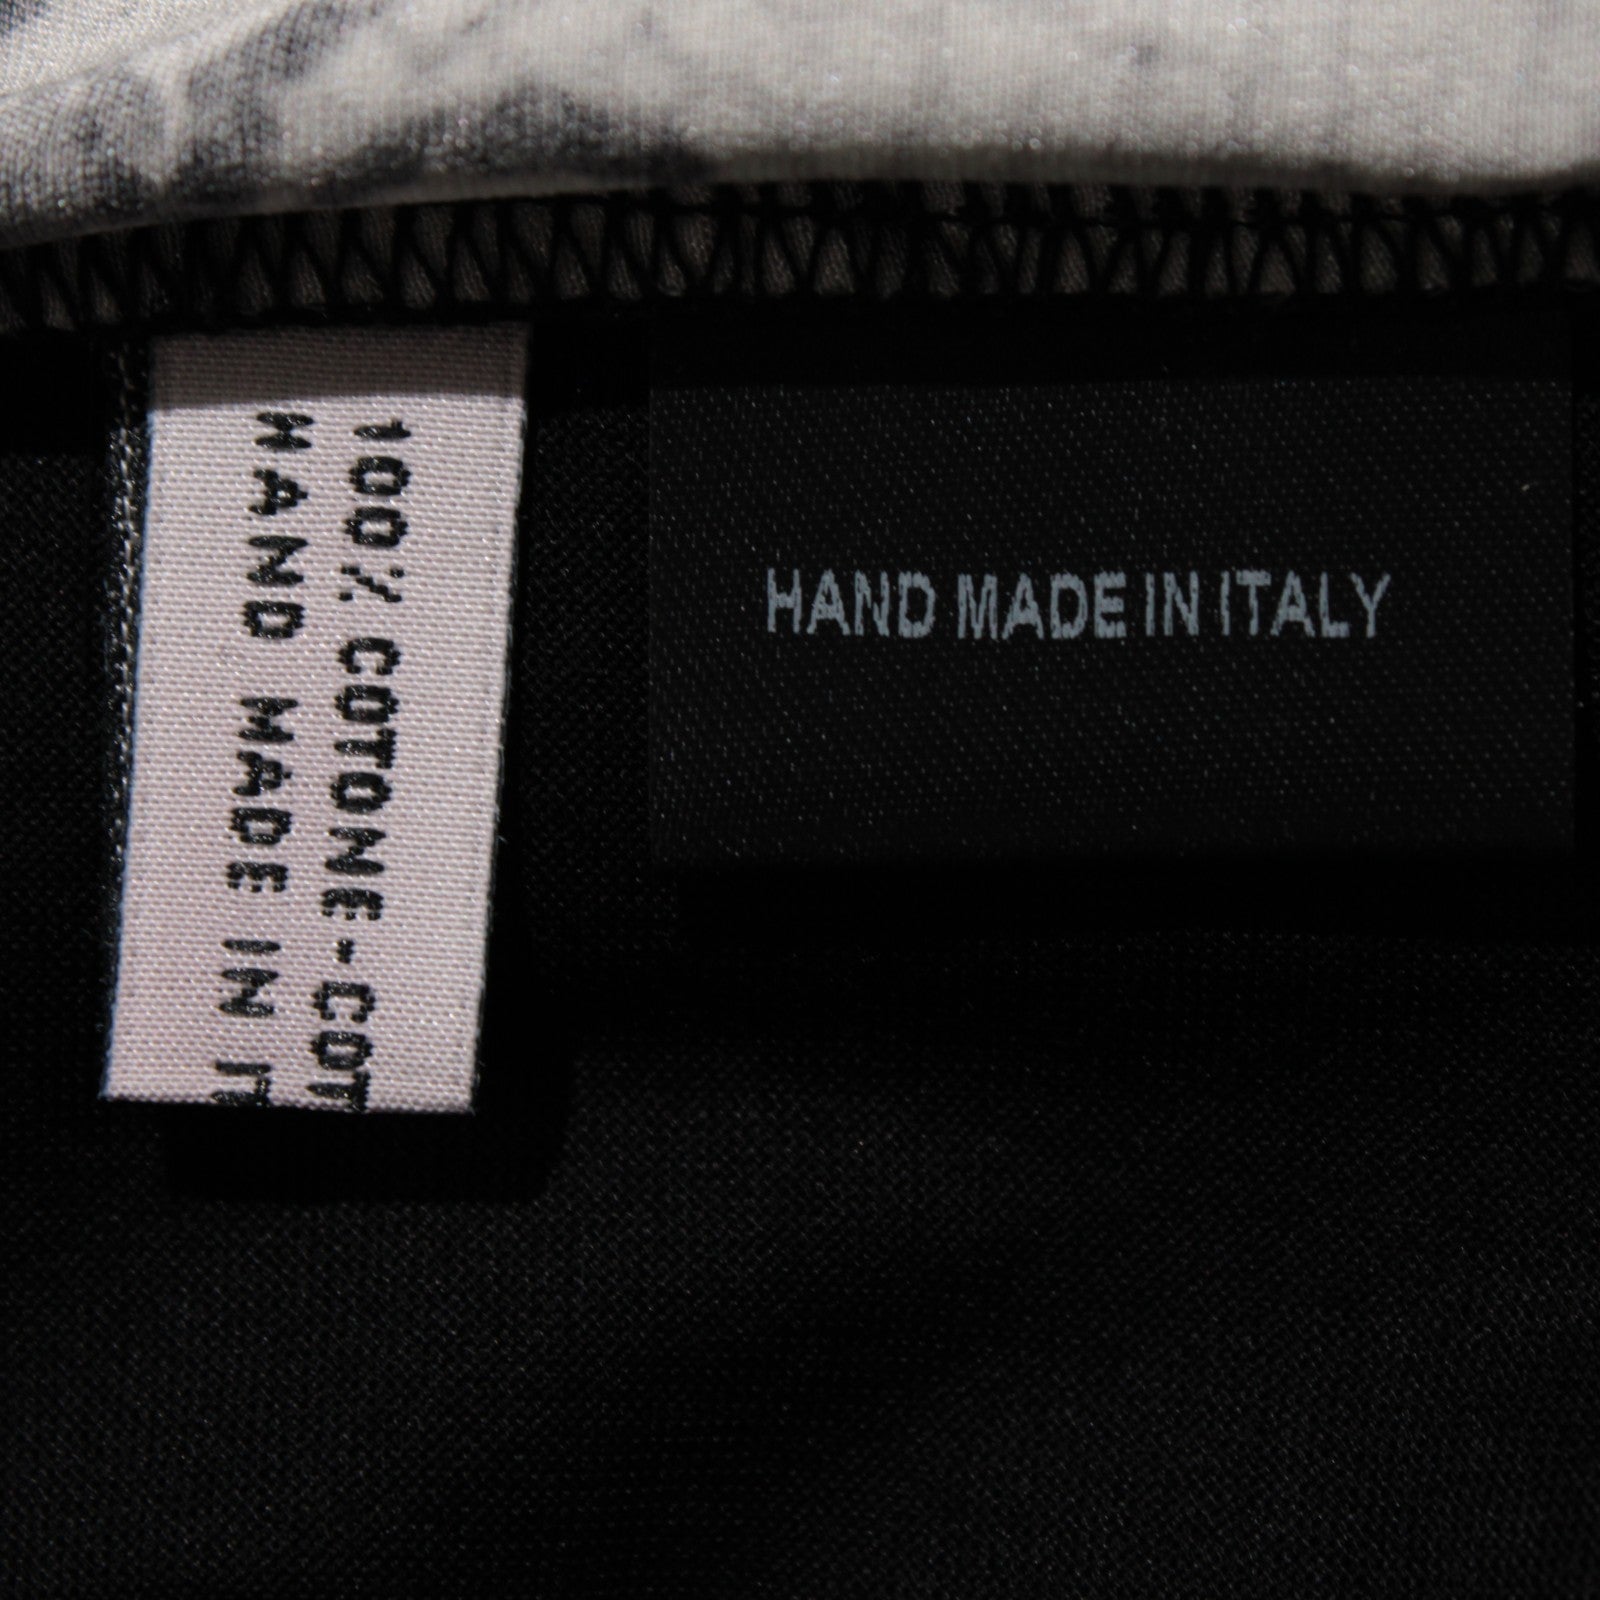 100% COTONE-COT
HAND MADE IN IT
HAND MADE IN ITALY